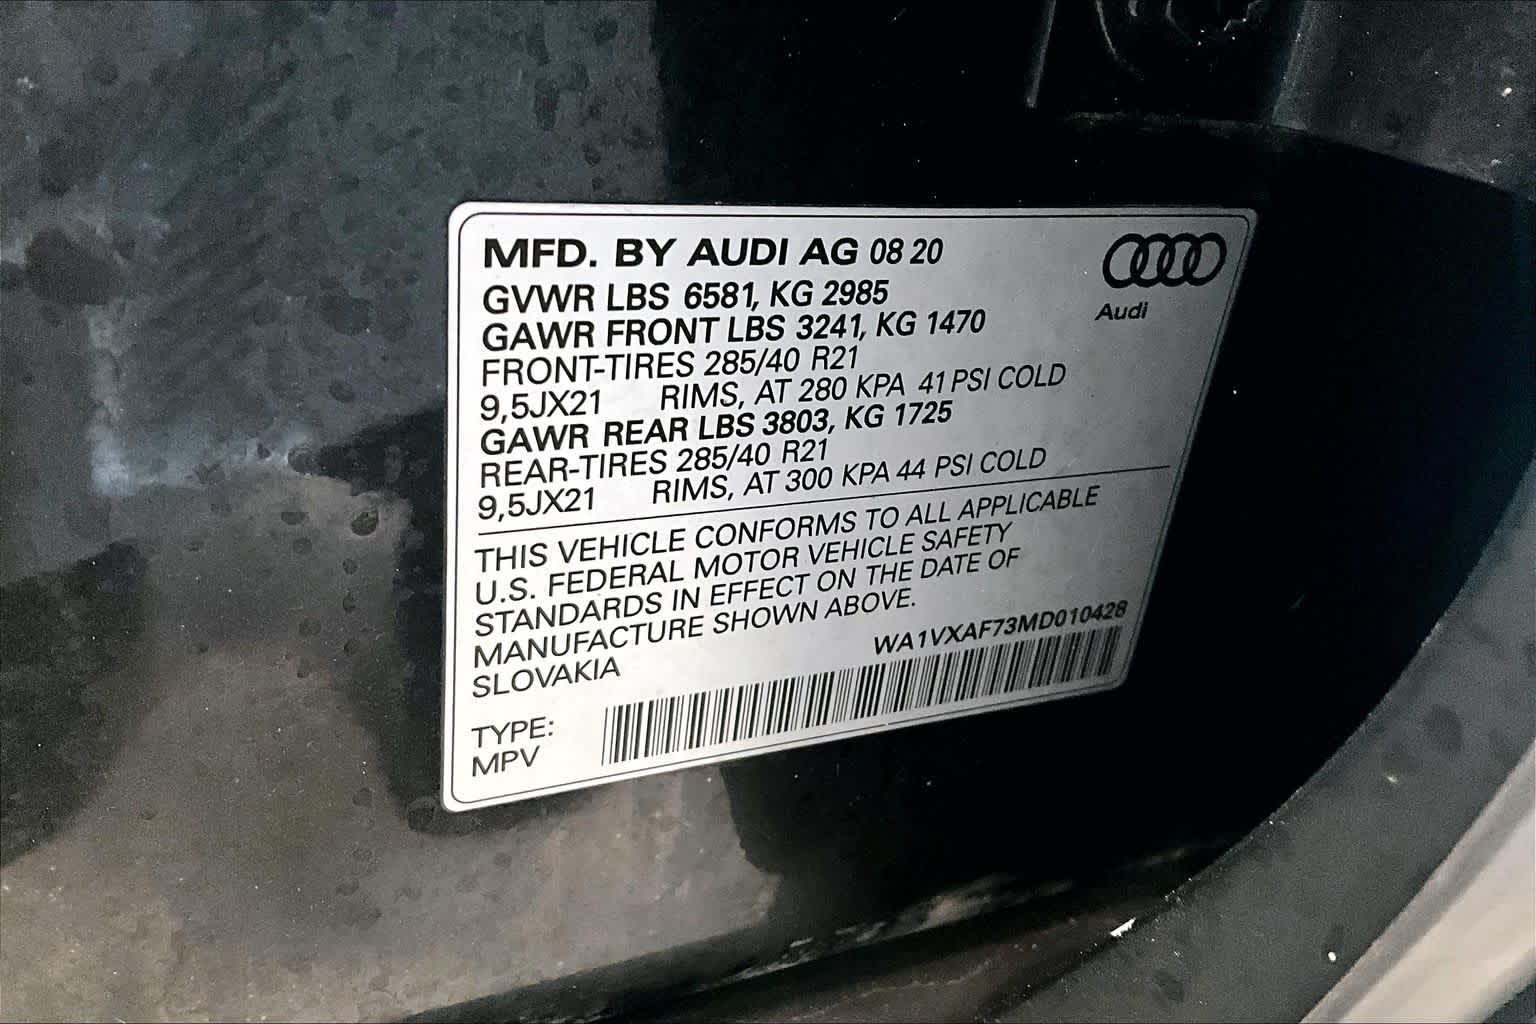 MFD. BY AUDI AG 08 20
GVWR LBS 6581, KG 2985
GAWR FRONT LBS 3241, KG 1470
FRONT-TIRES 285/40 R21
9,5JX21 RIMS, AT 280 KPA 41 PSI COLD
GAWR REAR LBS 3803, KG 1725
REAR-TIRES 285/40 R21
9,5JX21 RIMS, AT 300 KPA 44 PSI COLD
Audi
THIS VEHICLE CONFORMS TO ALL APPLICABLE
U.S. FEDERAL MOTOR VEHICLE SAFETY
STANDARDS IN EFFECT ON THE DATE OF
MANUFACTURE SHOWN ABOVE.
SLOVAKIA
WA1VXAF73MD010428
TYPE:
MPV